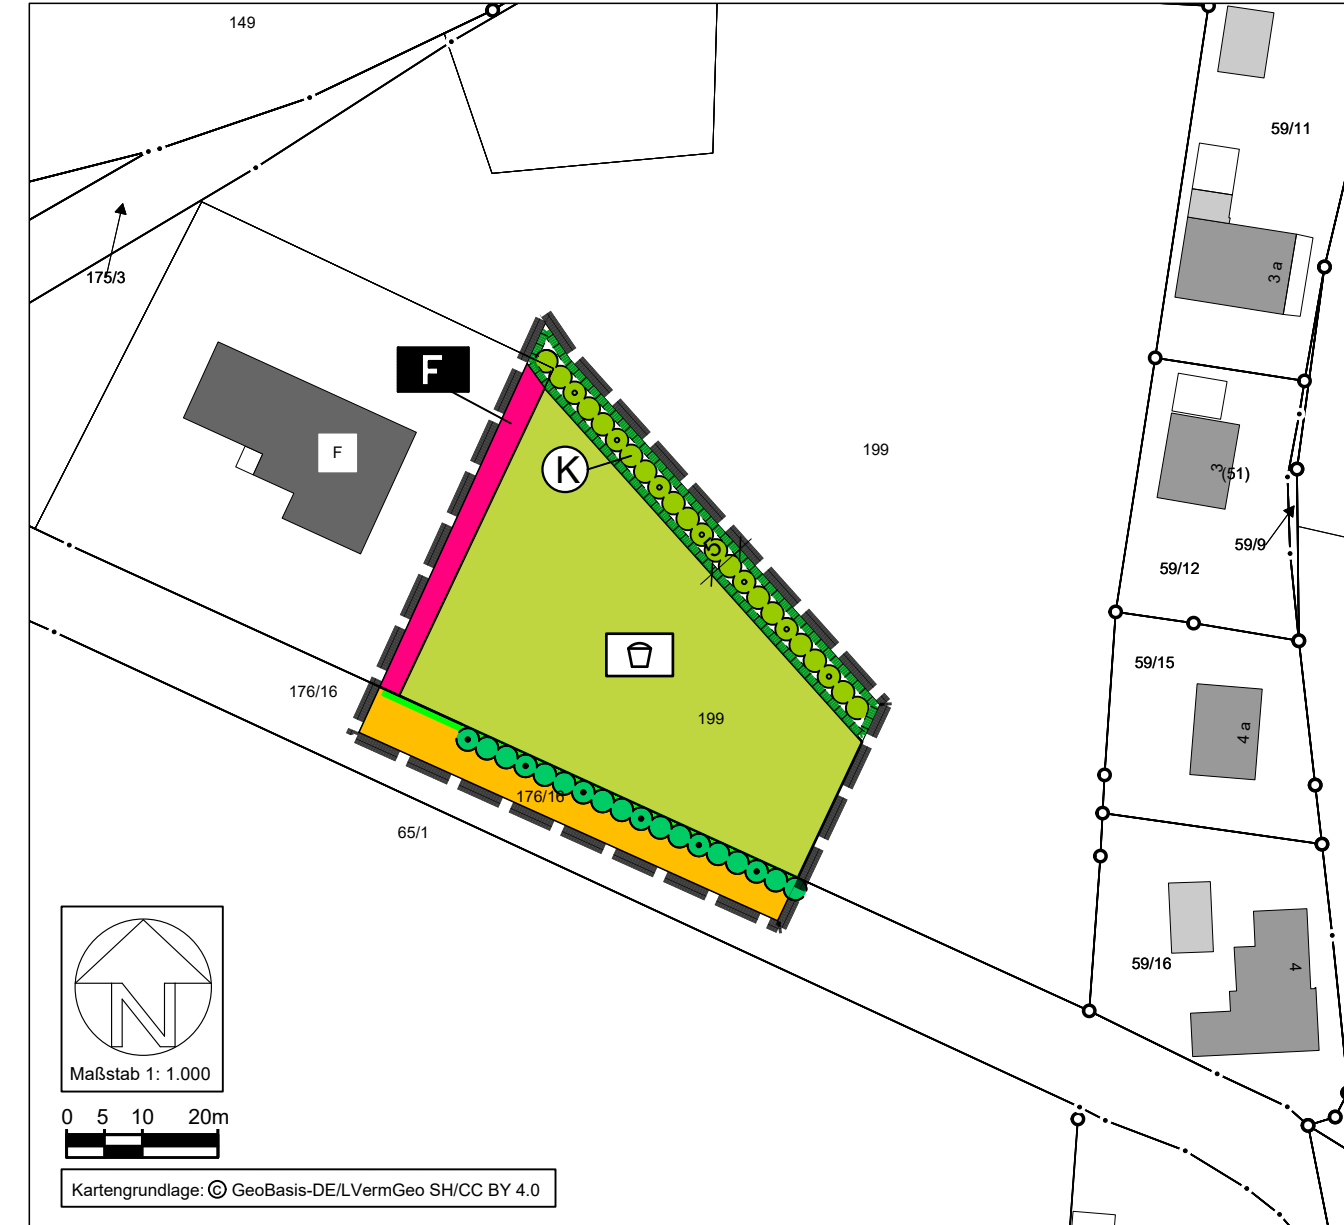 149
59/11
175/3
3 a
F
F
199
K
3
(51)
59/9
5
59/12
59/15
176/16
199
4 a
176/16
65/1
59/16
4
N
Maßstab 1: 1.000
0 5 10 20m
Kartengrundlage: © GeoBasis-DE/LVermGeo SH/CC BY 4.0